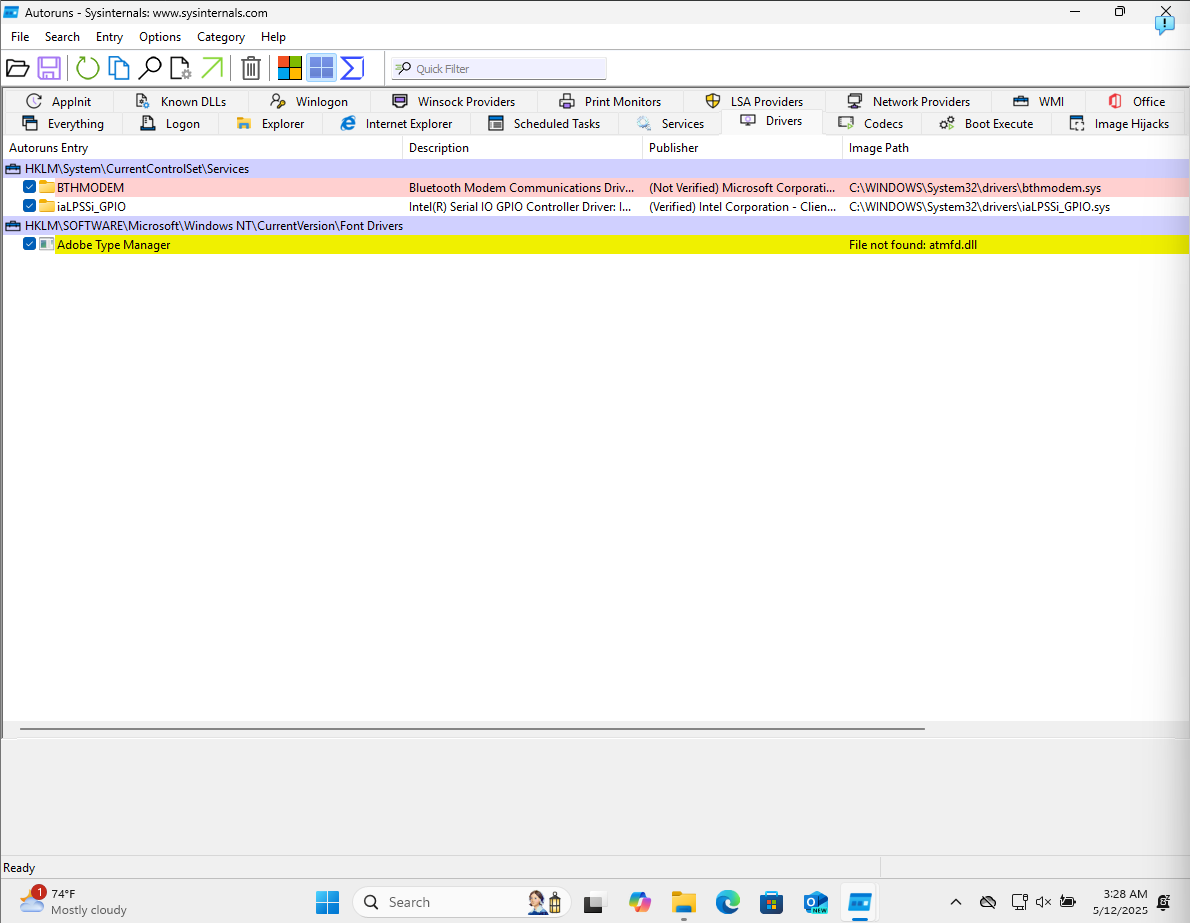 Autoruns - Sysinternals: www.sysinternals.com
File Search Entry Options Category Help
Quick Filter
AppInit Known DLLs Winlogon Winsock Providers Print Monitors LSA Providers Network Providers WMI Office
Everything Logon Explorer Internet Explorer Scheduled Tasks Services Drivers Codecs Boot Execute Image Hijacks
Autoruns Entry Description Publisher Image Path
HKLM\System\CurrentControlSet\Services
BTHMODEM Bluetooth Modem Communications Driv... (Not Verified) Microsoft Corporati... C:\WINDOWS\System32\drivers\bthmodem.sys
iaLPSSi_GPIO Intel(R) Serial IO GPIO Controller Driver: I... (Verified) Intel Corporation - Clien... C:\WINDOWS\System32\drivers\iaLPSSi_GPIO.sys
HKLM\SOFTWARE\Microsoft\Windows NT\CurrentVersion\Font Drivers
Adobe Type Manager File not found: atmfd.dll
Ready
1 74°F
Mostly cloudy
Search
NEW
3:28 AM
5/12/2025